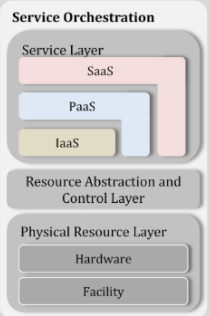 Service Orchestration
Service Layer
SaaS
PaaS
IaaS
Resource Abstraction and
Control Layer
Physical Resource Layer
Hardware
Facility